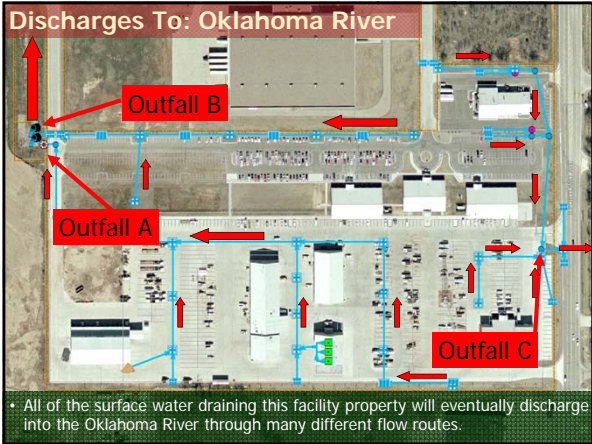 Discharges To: Oklahoma River
Outfall B
Outfall A
Outfall C
• All of the surface water draining this facility property will eventually discharge
into the Oklahoma River through many different flow routes.